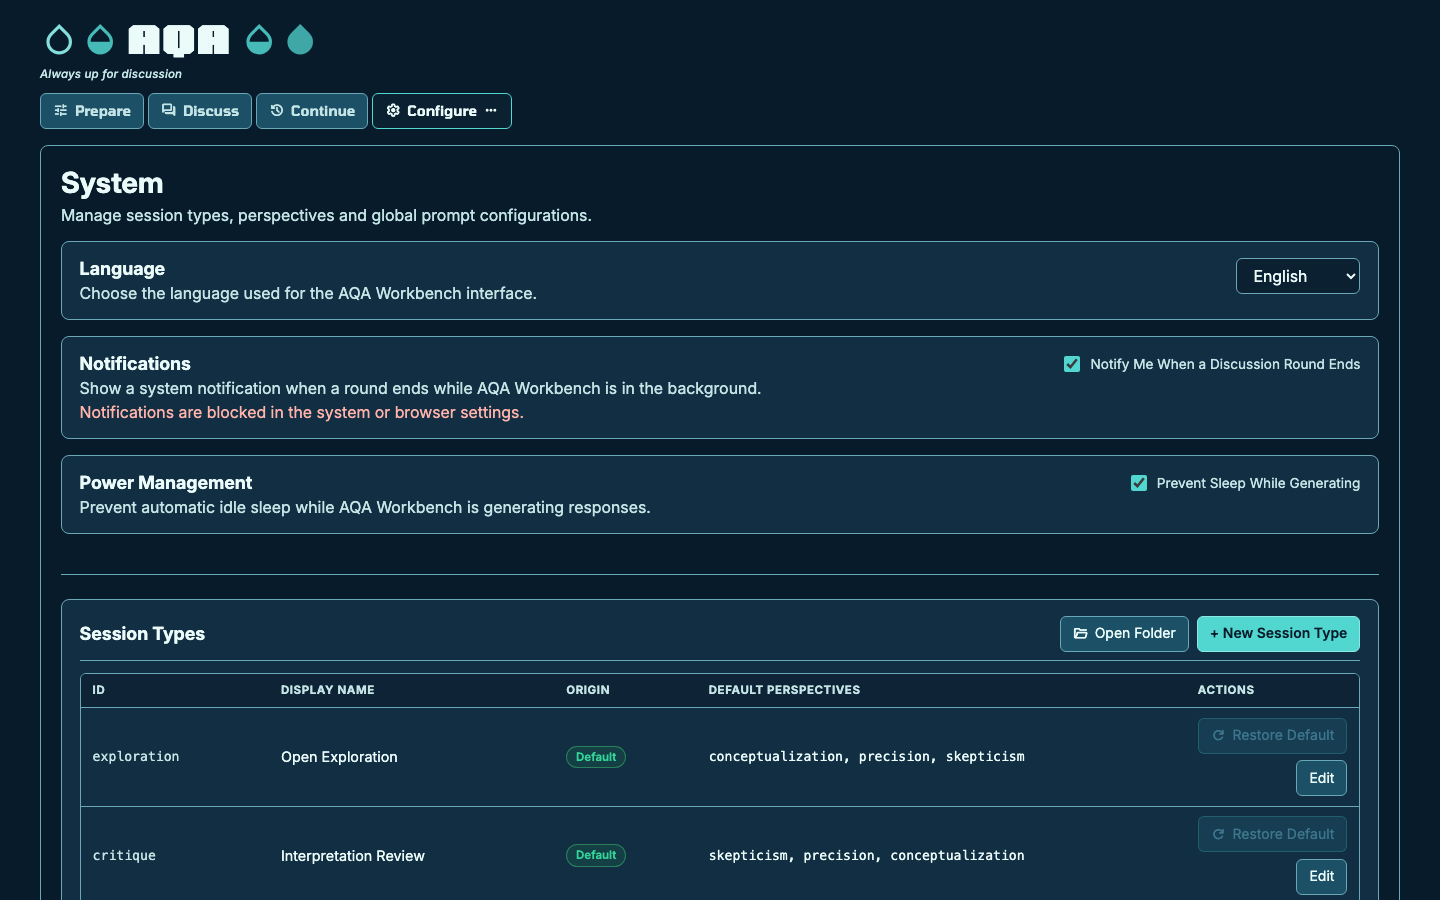 AQA
Always up for discussion
Prepare
Discuss
Continue
Configure ···
System
Manage session types, perspectives and global prompt configurations.
Language
Choose the language used for the AQA Workbench interface.
English
Notifications
Show a system notification when a round ends while AQA Workbench is in the background.
Notifications are blocked in the system or browser settings.
Notify Me When a Discussion Round Ends
Power Management
Prevent automatic idle sleep while AQA Workbench is generating responses.
Prevent Sleep While Generating
Session Types
Open Folder
+ New Session Type
ID DISPLAY NAME ORIGIN DEFAULT PERSPECTIVES ACTIONS
exploration Open Exploration Default conceptualization, precision, skepticism
Restore Default
Edit
critique Interpretation Review Default skepticism, precision, conceptualization
Restore Default
Edit